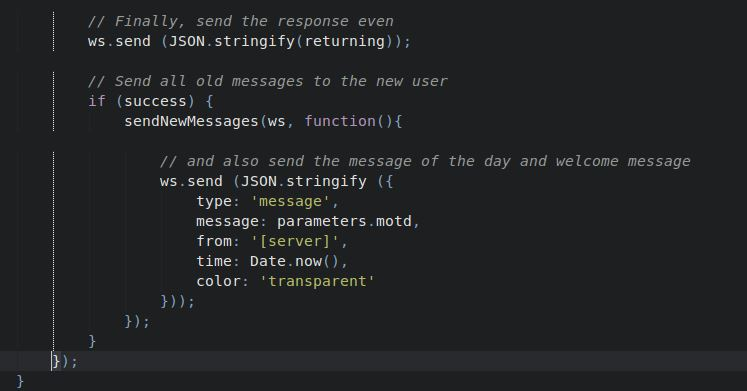 // Finally, send the response even
ws.send (JSON.stringify(returning));
// Send all old messages to the new user
if (success) {
sendNewMessages(ws, function(){
// and also send the message of the day and welcome message
ws.send (JSON.stringify ({
type: 'message',
message: parameters.motd,
from: '[server]',
time: Date.now(),
color: 'transparent'
}));
});
}
});
}